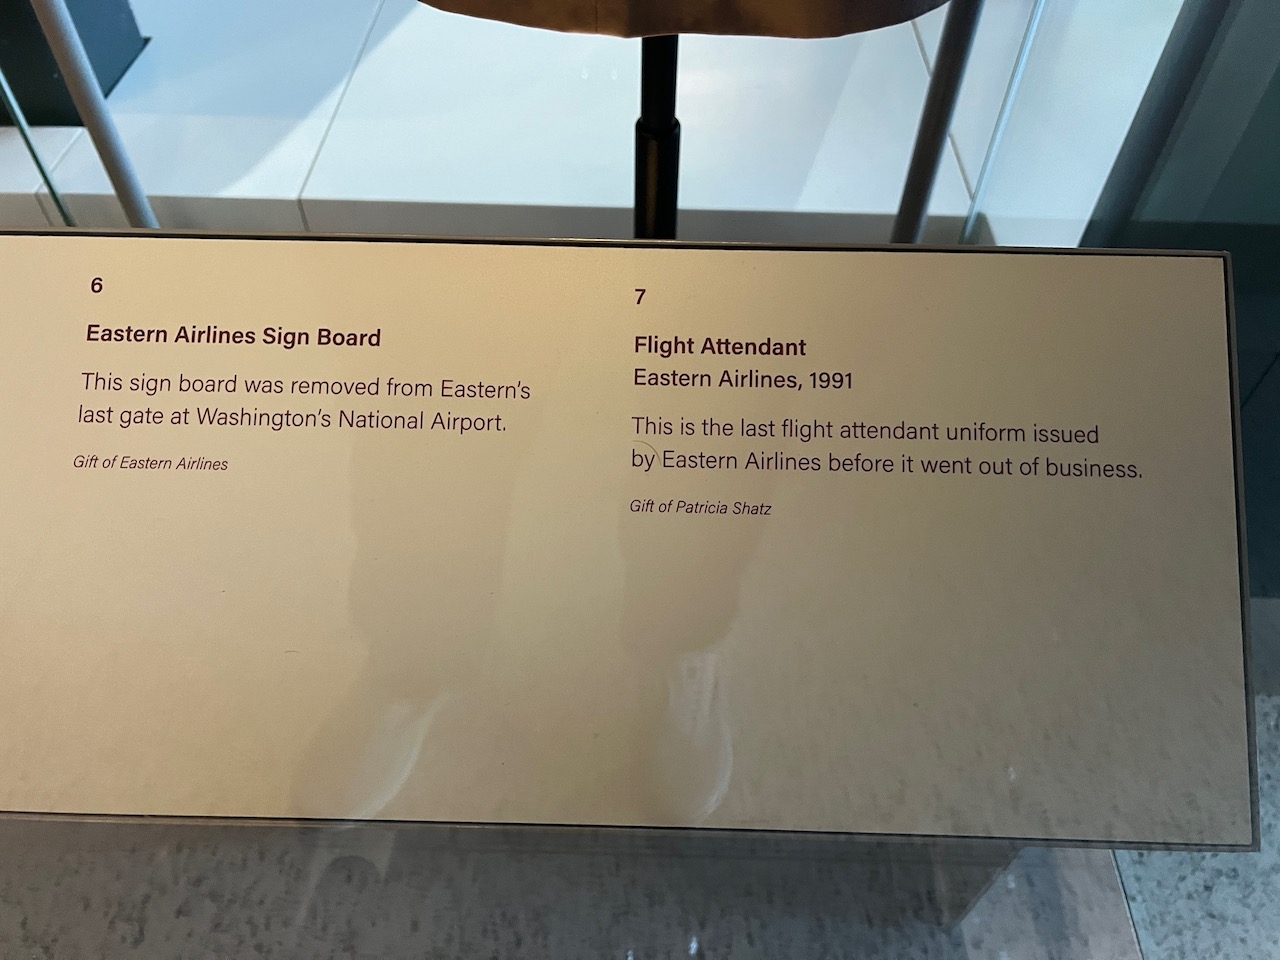 6
Eastern Airlines Sign Board
This sign board was removed from Eastern's
last gate at Washington's National Airport.
Gift of Eastern Airlines
7
Flight Attendant
Eastern Airlines, 1991
This is the last flight attendant uniform issued
by Eastern Airlines before it went out of business.
Gift of Patricia Shatz